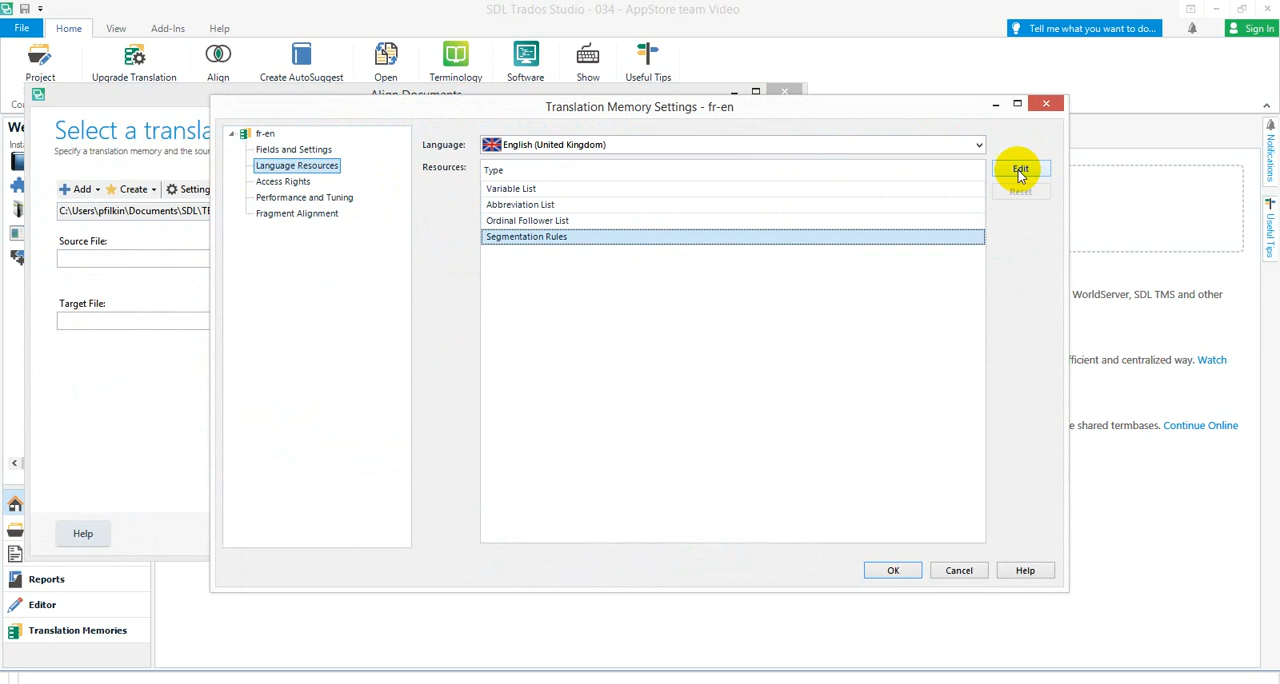 SDL Trados Studio - 034 - AppStore team Video
File
Home
View
Add-Ins
Help
Tell me what you want to do...
Sign In
Project
Upgrade Translation
Align
Create AutoSuggest
Open
Terminology
Software
Show
Useful Tips
Align Documents
Translation Memory Settings - fr-en
Select a transla
Specify a translation memory and the sour
Add
Create
Setting
C:\Users\pfilkin\Documents\SDL\TE
Source File:
Target File:
Help
fr-en
Fields and Settings
Language Resources
Access Rights
Performance and Tuning
Fragment Alignment
Language:
English (United Kingdom)
Resources:
Type
Variable List
Abbreviation List
Ordinal Follower List
Segmentation Rules
Edit
Reset
OK
Cancel
Help
Notifications
Useful Tips
WorldServer, SDL TMS and other
fficient and centralized way. Watch
e shared termbases. Continue Online
Reports
Editor
Translation Memories